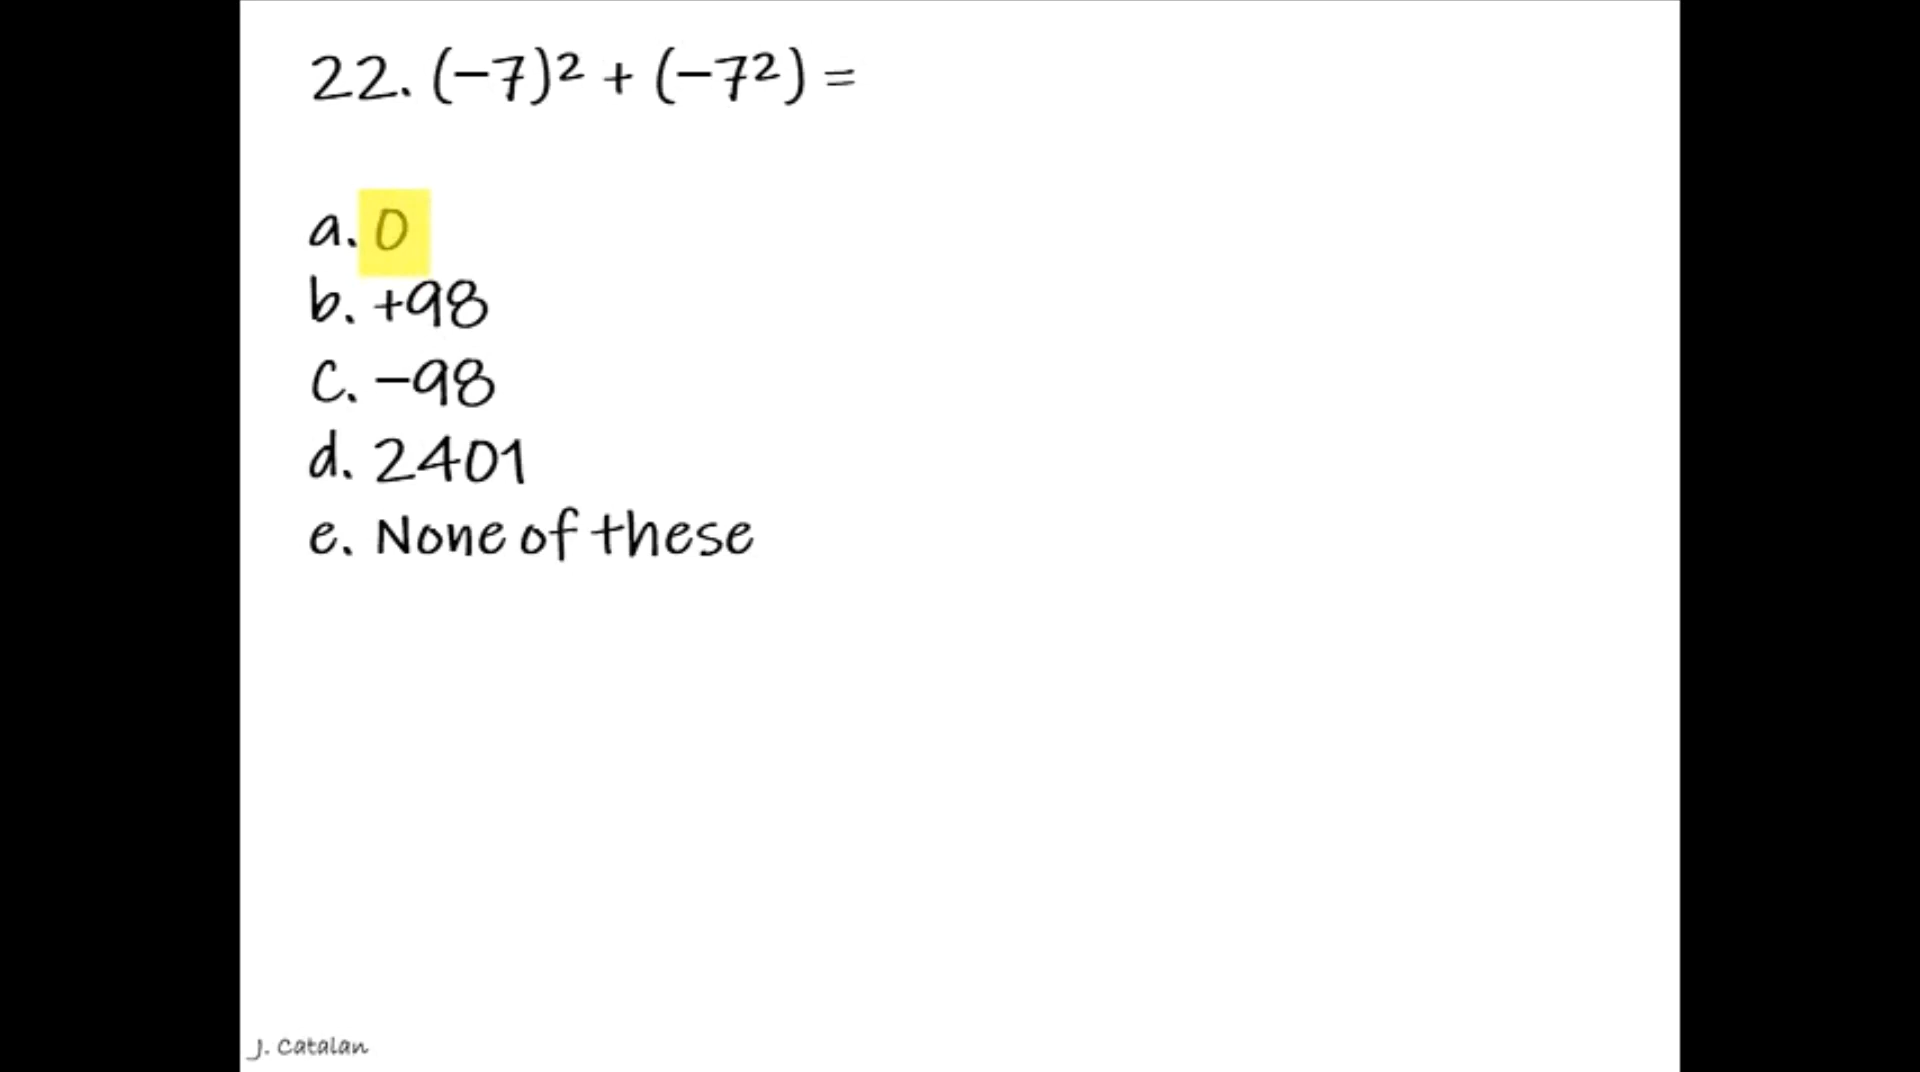 22. (−7)² + (−7²) =
a. 0
b. +98
c. −98
d. 2401
e. None of these
J. Catalan